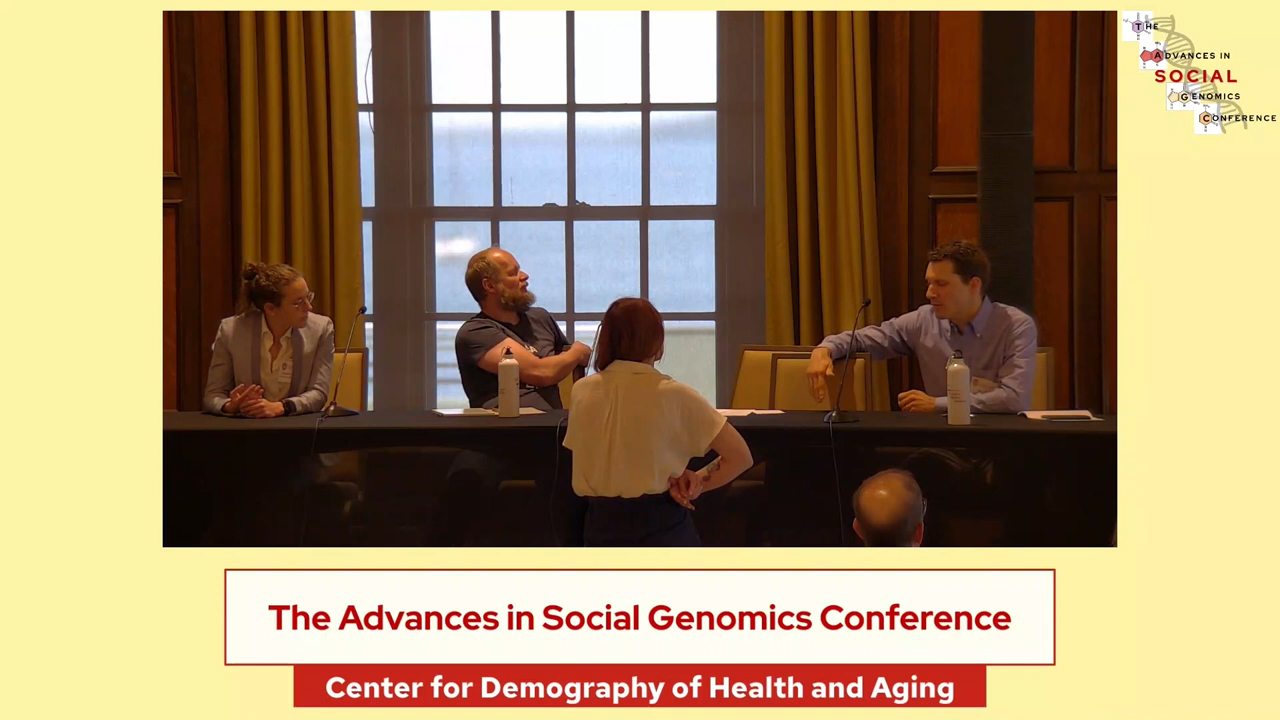 THE
ADVANCES IN
SOCIAL
GENOMICS
CONFERENCE
The Advances in Social Genomics Conference
Center for Demography of Health and Aging